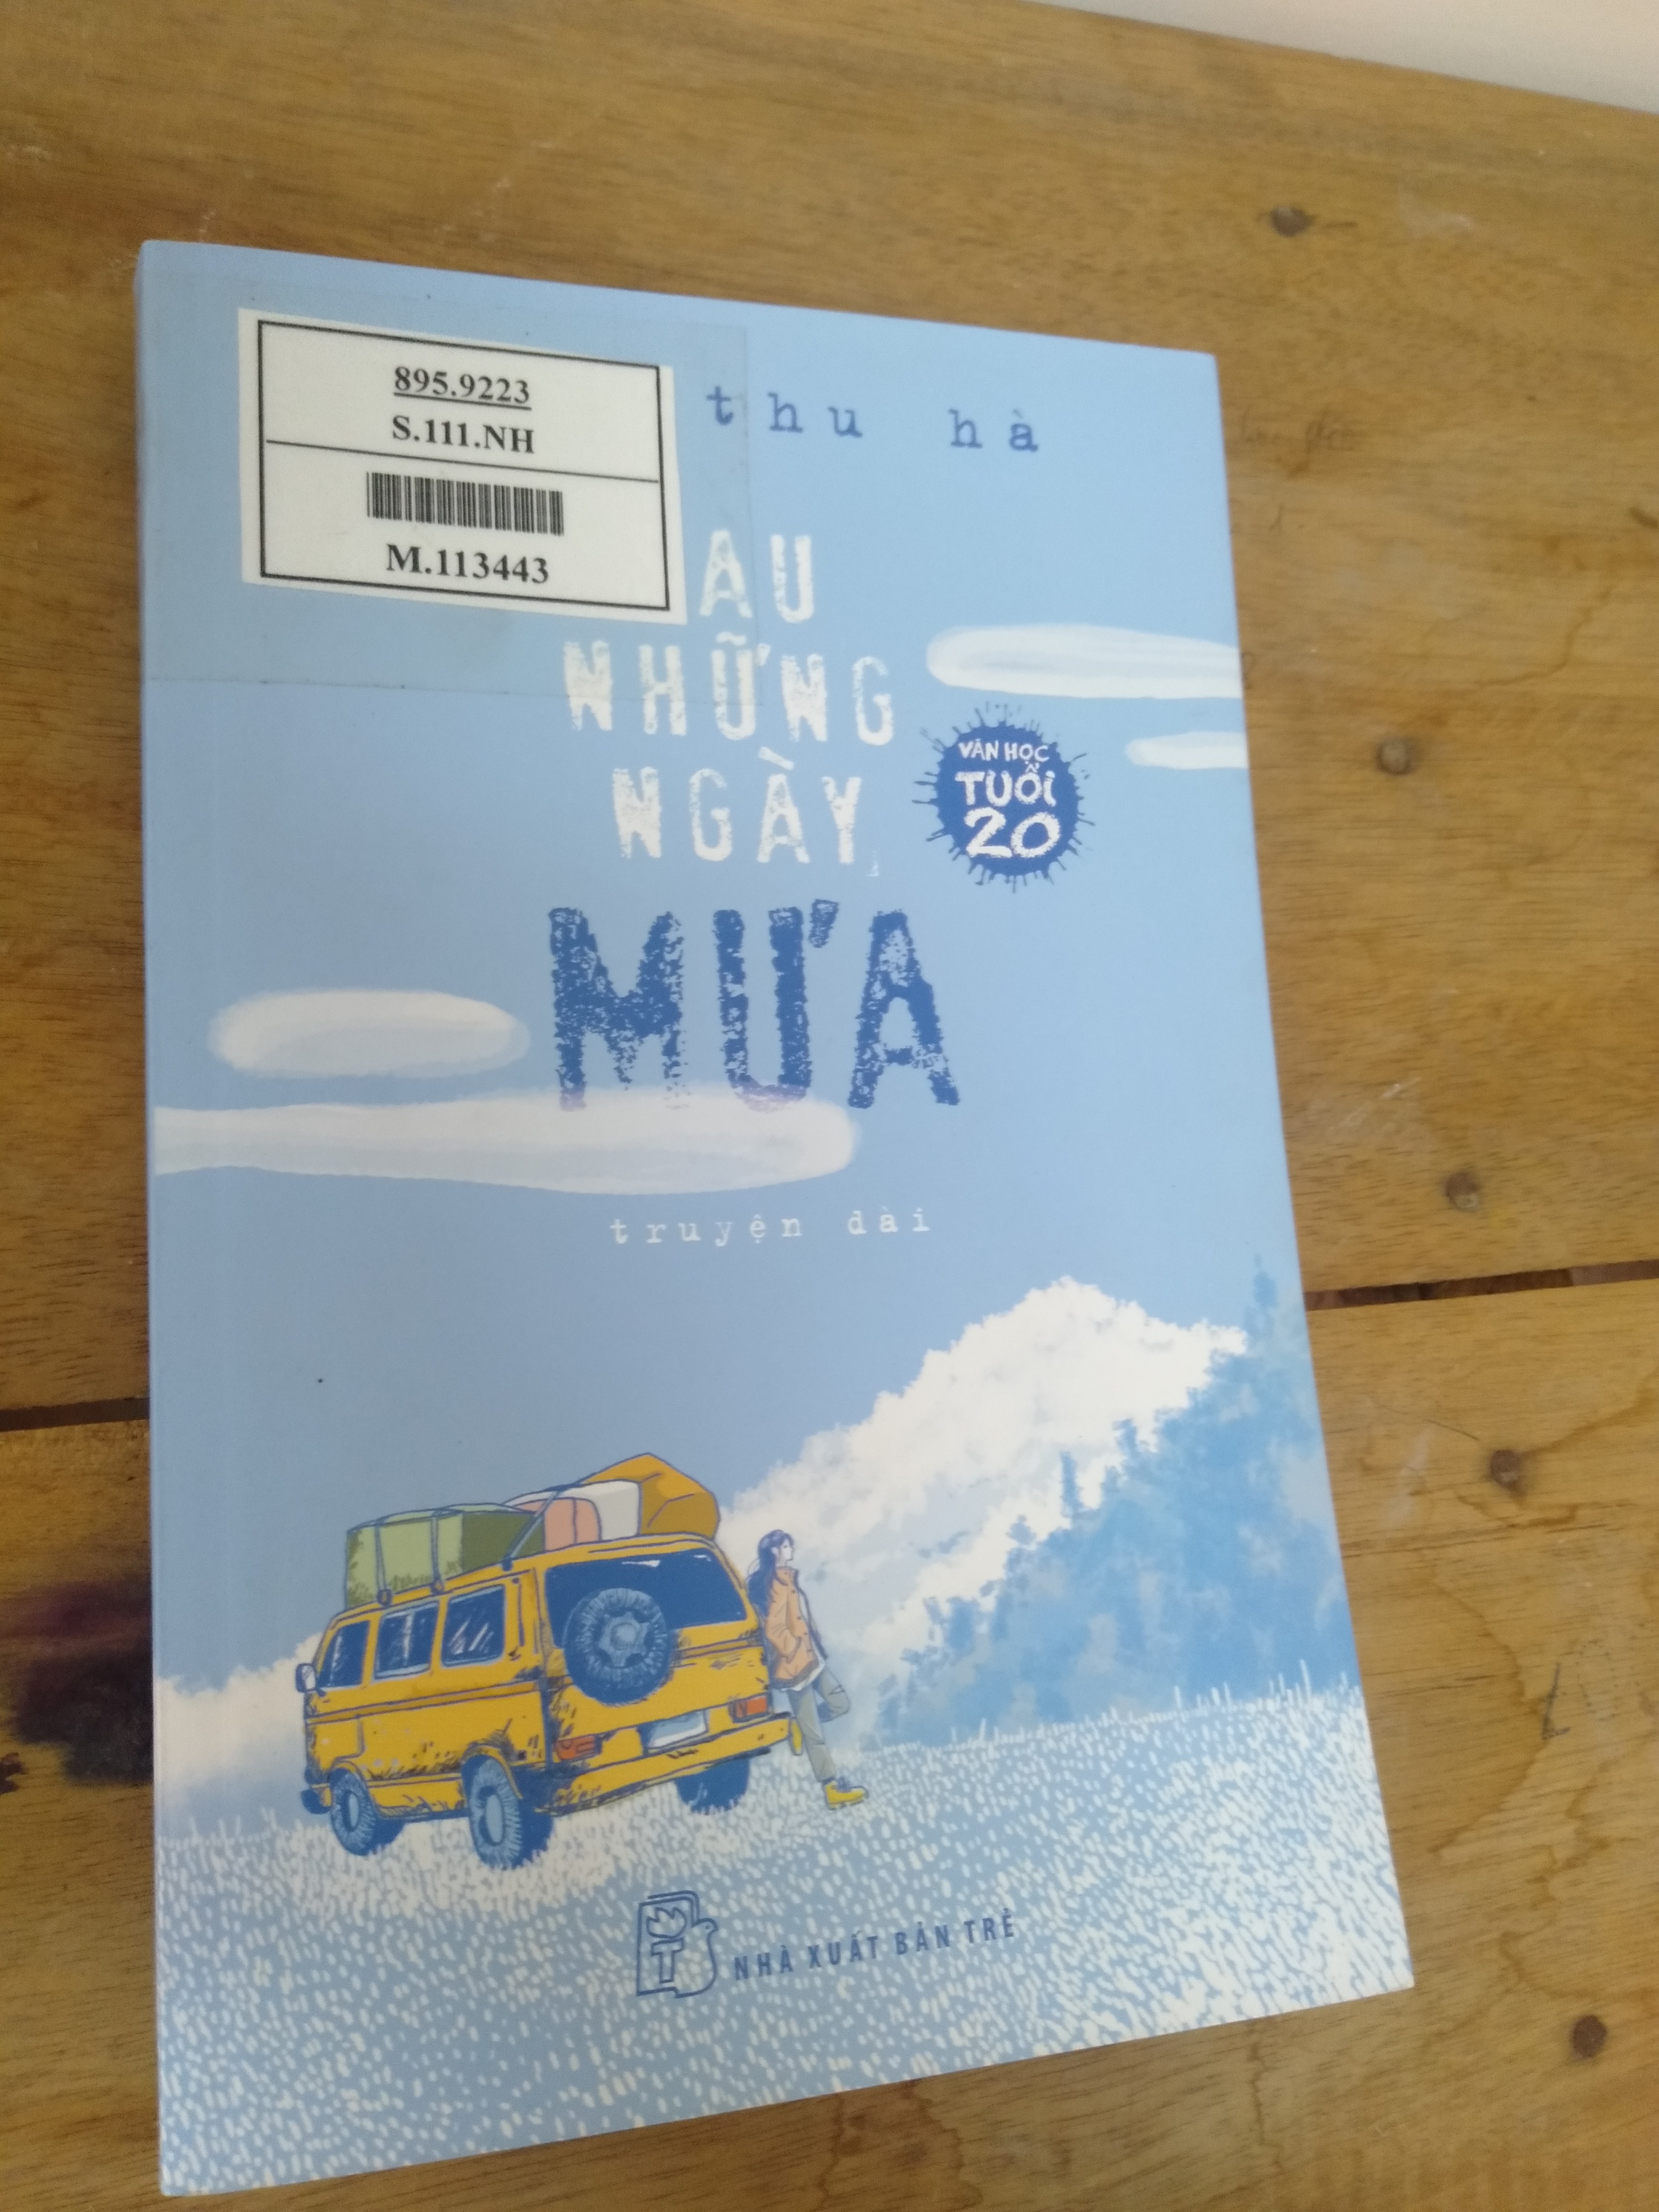 895.9223
S.111.NH
M.113443
thu hà
AU
NHỮNG
NGÀY
MƯA
VĂN HỌC
TUỔI
20
truyện dài
NHÀ XUẤT BẢN TRẺ